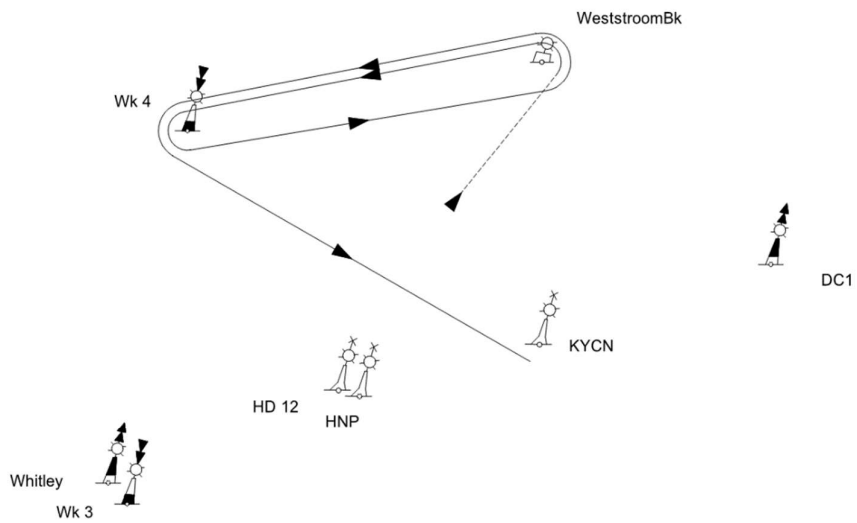 WeststroomBk
Wk 4
DC1
KYCN
HD 12
HNP
Whitley
Wk 3